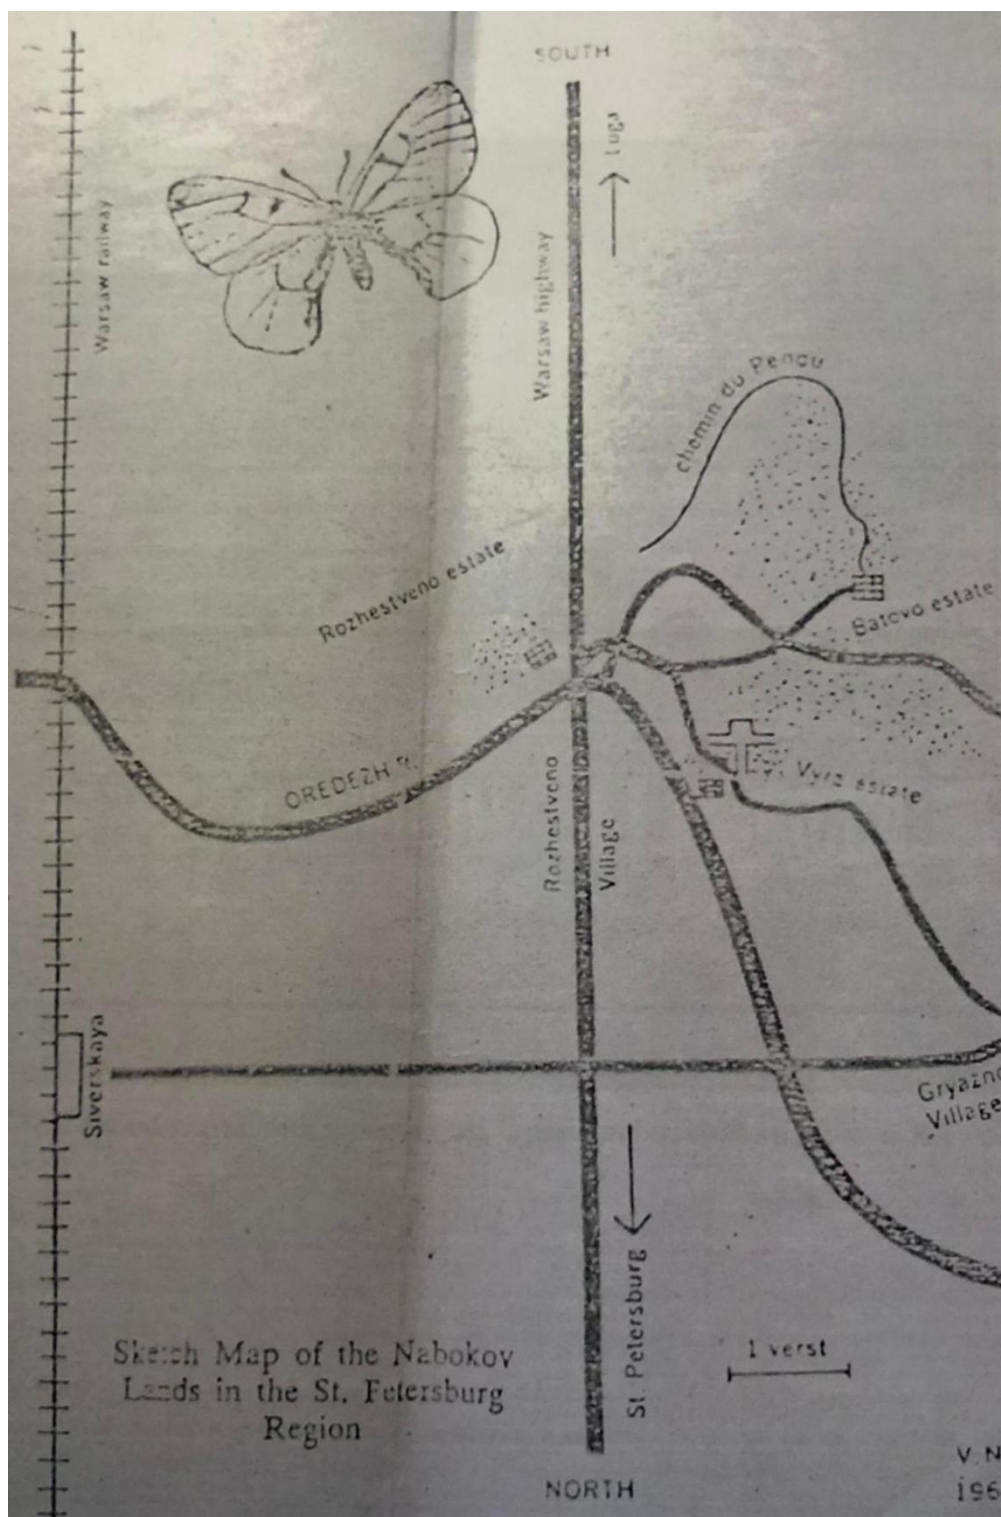 SOUTH
Luga
Warsaw railway
Warsaw highway
chemin du Pendu
Rozhestveno estate
Batovo estate
OREDEZH R.
Vyra estate
Rozhestveno
Village
Siverskaya
Gryazno
Village
St. Petersburg
1 verst
Sketch Map of the Nabokov
Lands in the St. Petersburg
Region
NORTH
V. N
196